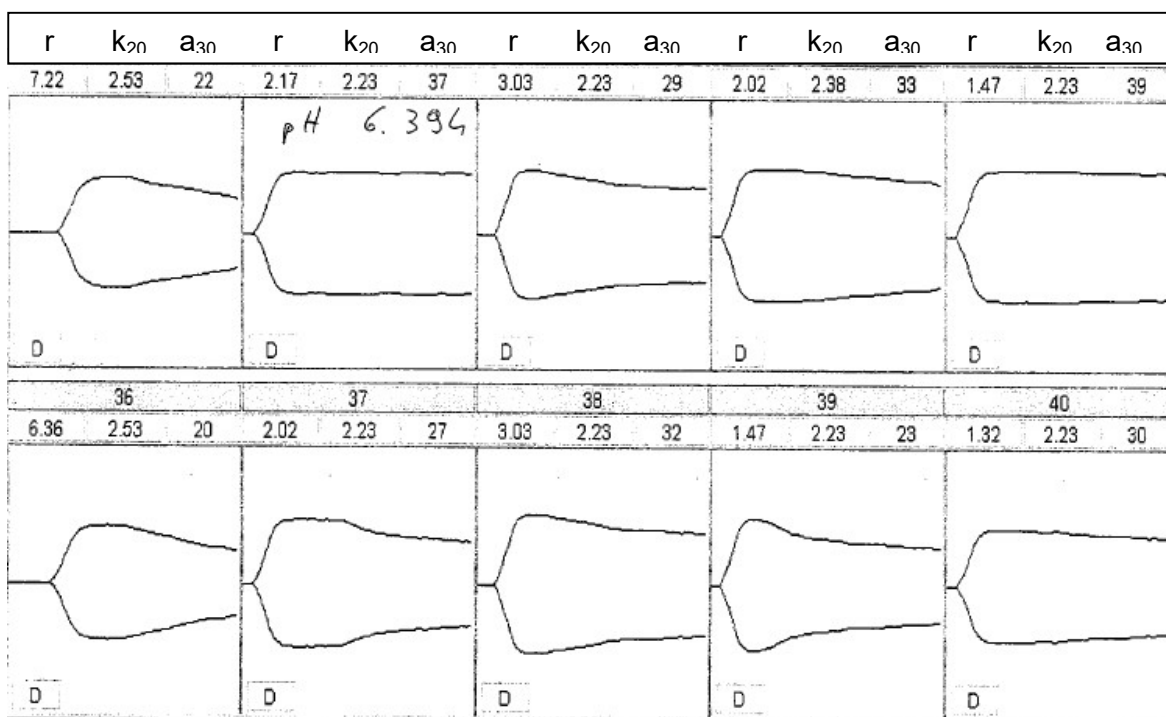 r k₂₀ a₃₀ r k₂₀ a₃₀ r k₂₀ a₃₀ r k₂₀ a₃₀ r k₂₀ a₃₀
7.22 2.53 22 2.17 2.23 37 3.03 2.23 29 2.02 2.38 33 1.47 2.23 39
pH 6.394
D D D D D
36 37 38 39 40
6.36 2.53 20 2.02 2.23 27 3.03 2.23 32 1.47 2.23 23 1.32 2.23 30
D D D D D